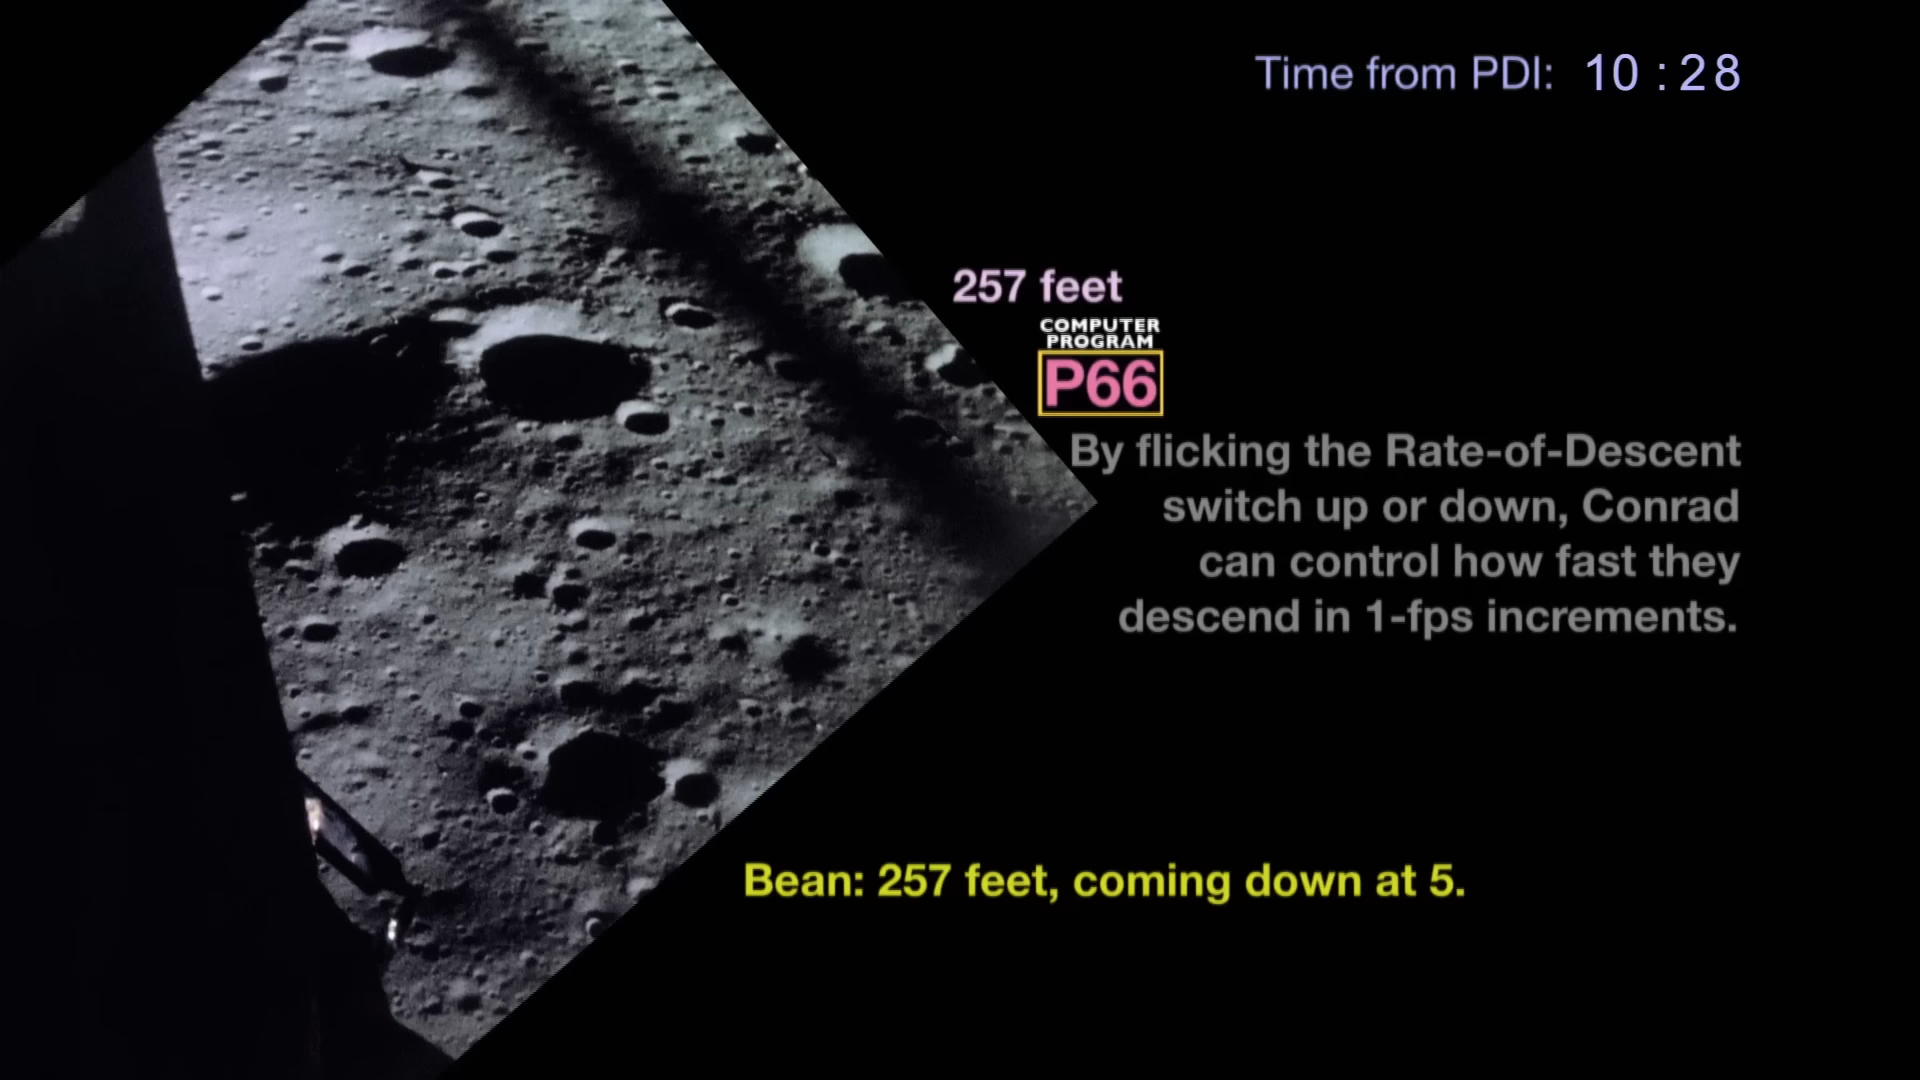 Time from PDI: 10:28
257 feet
COMPUTER
PROGRAM
P66
By flicking the Rate-of-Descent
switch up or down, Conrad
can control how fast they
descend in 1-fps increments.
Bean: 257 feet, coming down at 5.